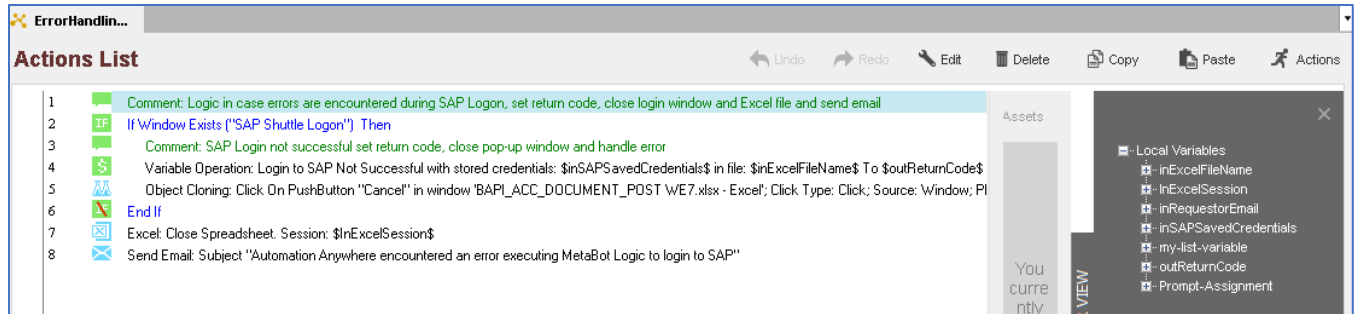 ErrorHandlin...
Actions List
Undo
Redo
Edit
Delete
Copy
Paste
Actions
1 Comment: Logic in case errors are encountered during SAP Logon, set return code, close login window and Excel file and send email
2 IF If Window Exists ("SAP Shuttle Logon") Then
3 Comment: SAP Login not successful set return code, close pop-up window and handle error
4 $ Variable Operation: Login to SAP Not Successful with stored credentials: $inSAPSavedCredentials$ in file: $inExcelFileName$ To $outReturnCode$
5 Object Cloning: Click On PushButton "Cancel" in window 'BAPI_ACC_DOCUMENT_POST WE7.xlsx - Excel'; Click Type: Click; Source: Window; Pl
6 IF End If
7 Excel: Close Spreadsheet. Session: $InExcelSession$
8 Send Email: Subject "Automation Anywhere encountered an error executing MetaBot Logic to login to SAP"
Assets
You
curre
ntly
VIEW
Local Variables
inExcelFileName
InExcelSession
inRequestorEmail
inSAPSavedCredentials
my-list-variable
outReturnCode
Prompt-Assignment